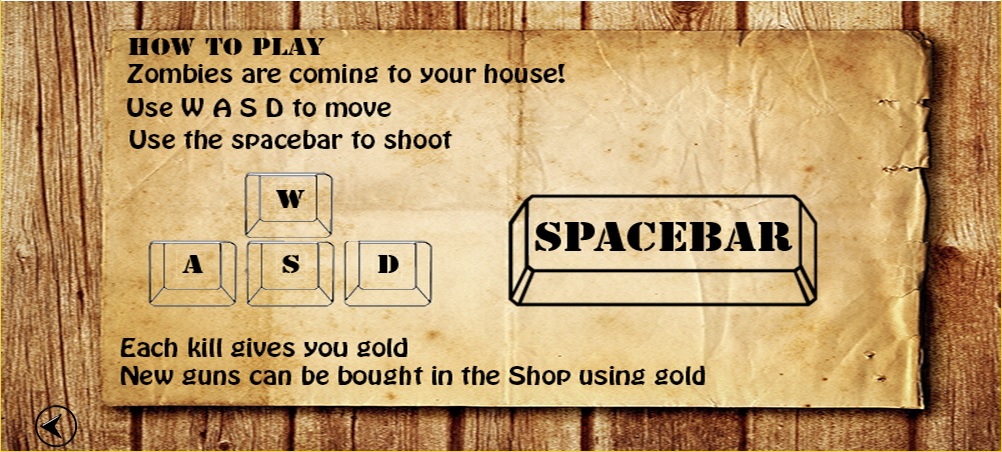 HOW TO PLAY
Zombies are coming to your house!
Use W A S D to move
Use the spacebar to shoot
W
A S D
SPACEBAR
Each kill gives you gold
New guns can be bought in the Shop using gold